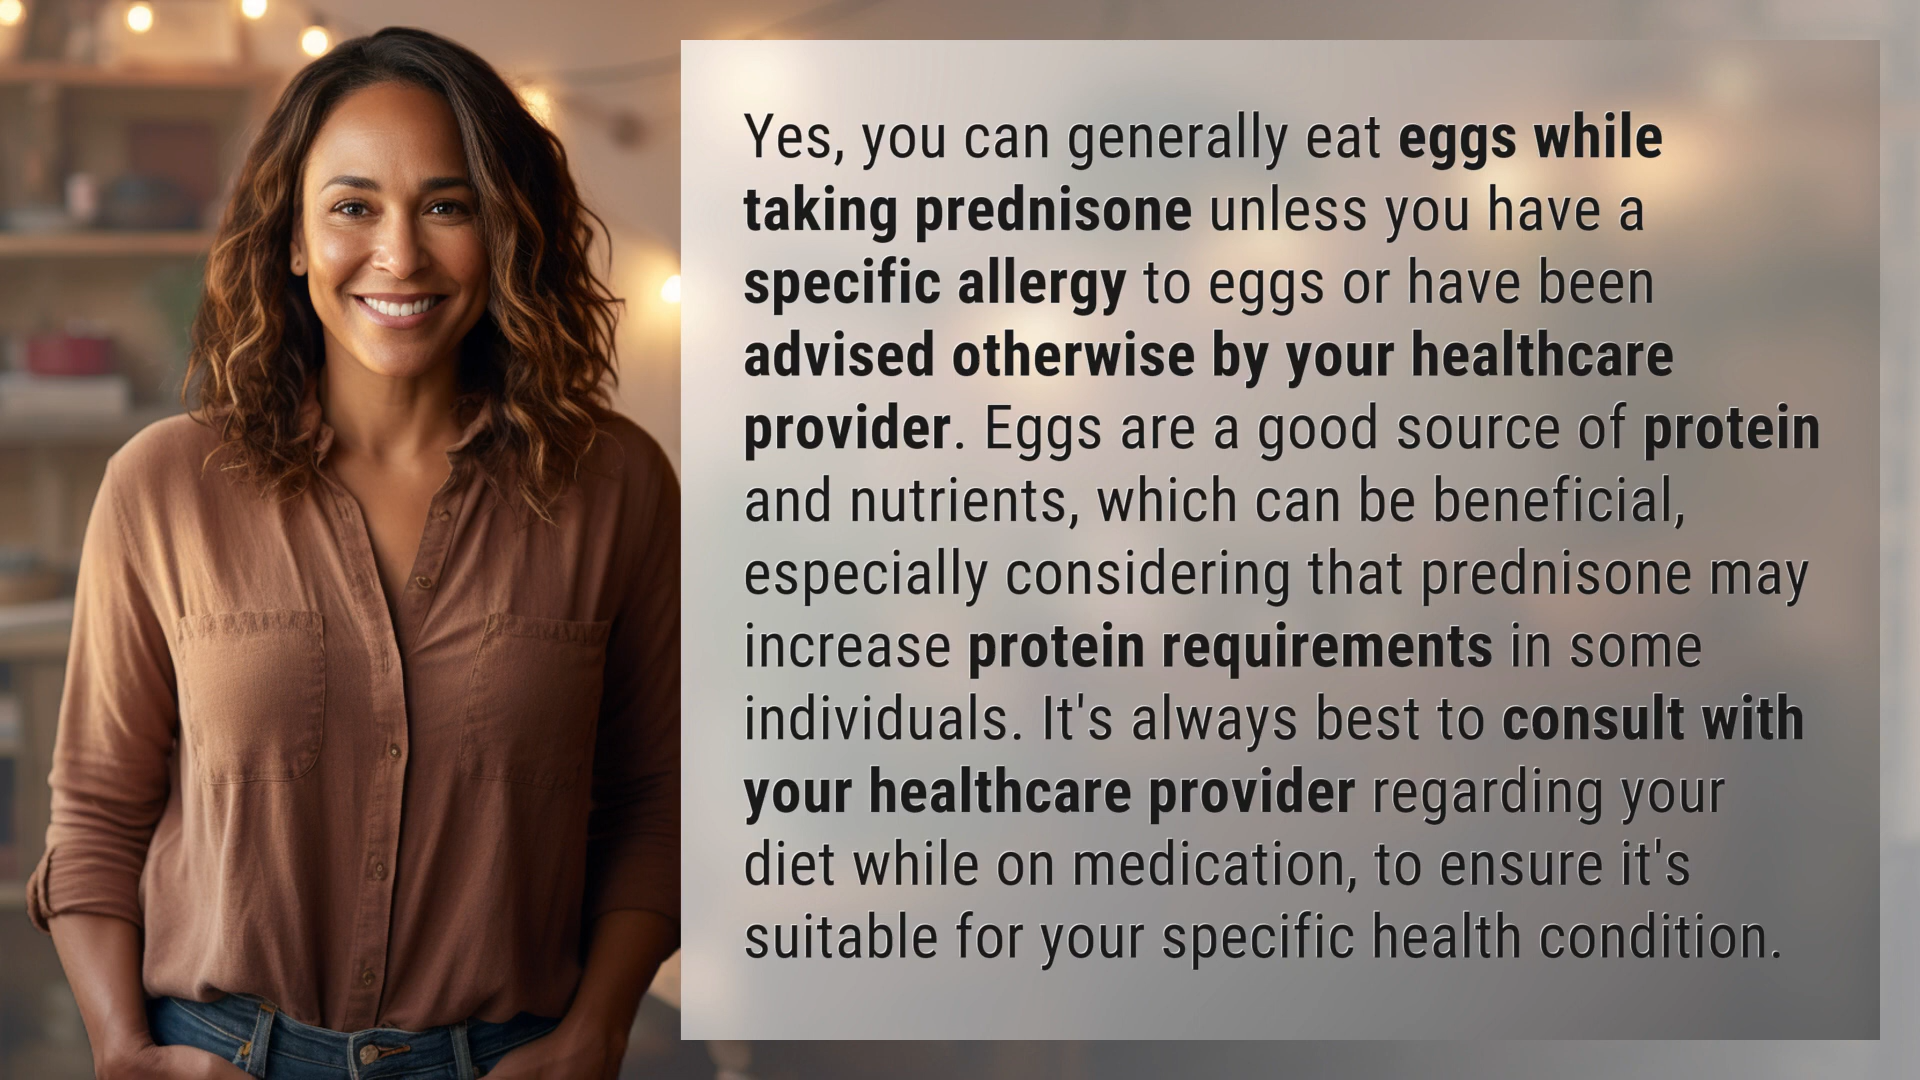 Yes, you can generally eat eggs while
taking prednisone unless you have a
specific allergy to eggs or have been
advised otherwise by your healthcare
provider. Eggs are a good source of protein
and nutrients, which can be beneficial,
especially considering that prednisone may
increase protein requirements in some
individuals. It's always best to consult with
your healthcare provider regarding your
diet while on medication, to ensure it's
suitable for your specific health condition.